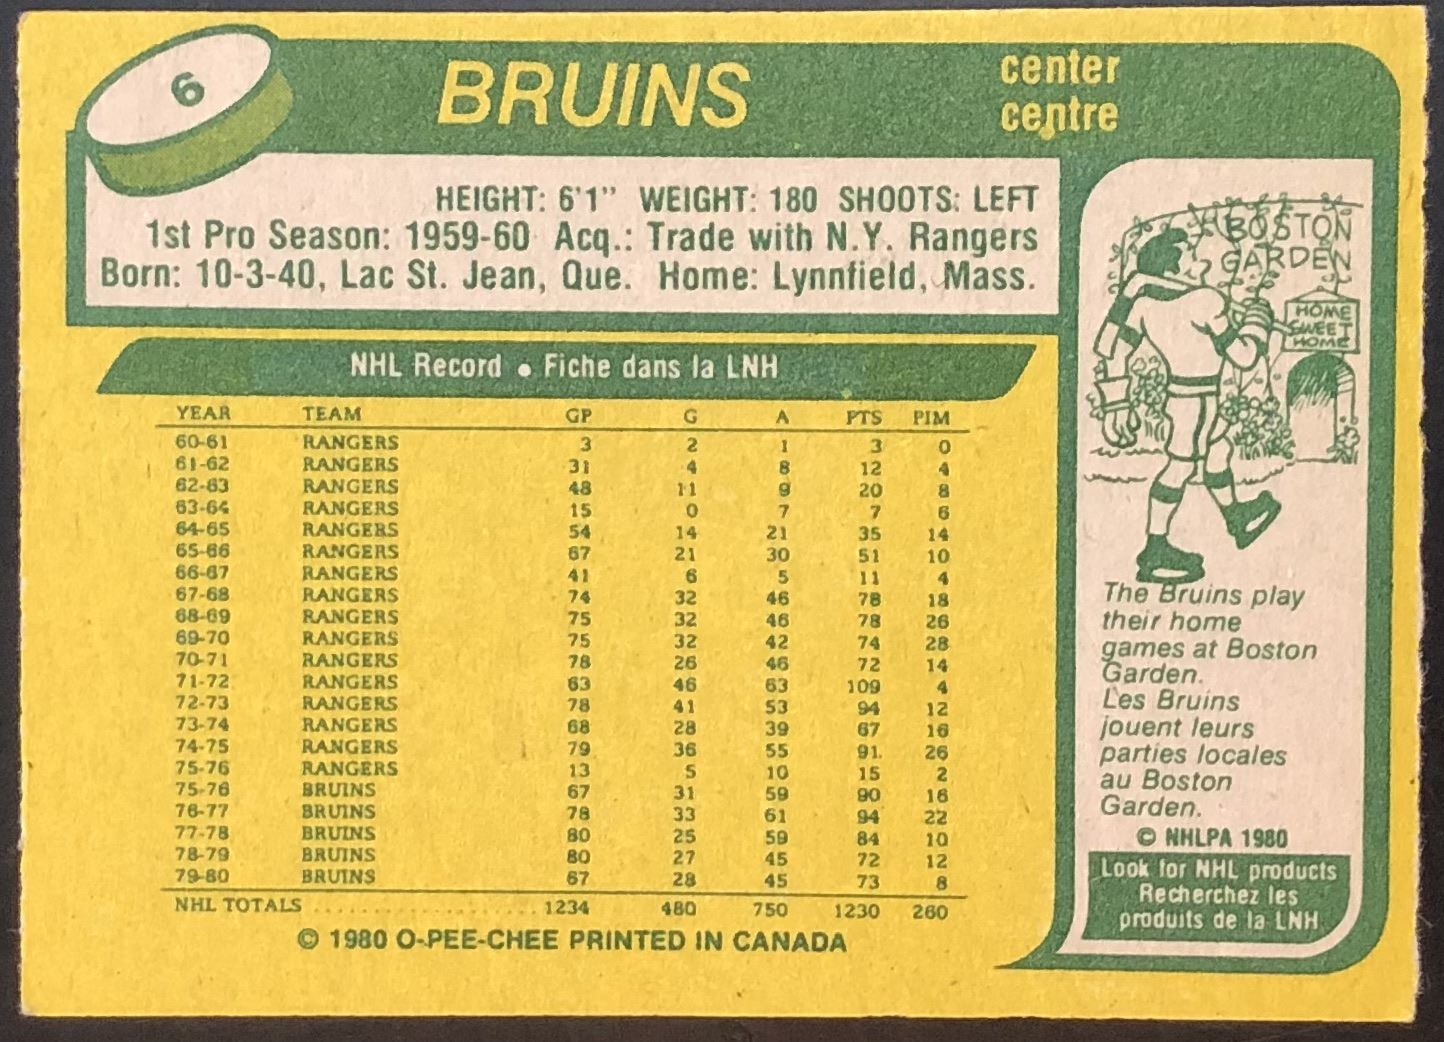 6
BRUINS
center
centre
HEIGHT: 6'1" WEIGHT: 180 SHOOTS: LEFT
1st Pro Season: 1959-60 Acq.: Trade with N.Y. Rangers
Born: 10-3-40, Lac St. Jean, Que. Home: Lynnfield, Mass.
NHL Record • Fiche dans la LNH
YEAR TEAM GP G A PTS PIM
60-61 RANGERS 3 2 1 3 0
61-62 RANGERS 31 4 8 12 4
62-63 RANGERS 48 11 9 20 8
63-64 RANGERS 15 0 7 7 6
64-65 RANGERS 54 14 21 35 14
65-66 RANGERS 67 21 30 51 10
66-67 RANGERS 41 6 5 11 4
67-68 RANGERS 74 32 46 78 18
68-69 RANGERS 75 32 46 78 26
69-70 RANGERS 75 32 42 74 28
70-71 RANGERS 78 26 46 72 14
71-72 RANGERS 63 46 63 109 4
72-73 RANGERS 78 41 53 94 12
73-74 RANGERS 68 28 39 67 16
74-75 RANGERS 79 36 55 91. 26
75-76 RANGERS 13 5 10 15 2
75-76 BRUINS 67 31 59 90 16
76-77 BRUINS 78 33 61 94 22
77-78 BRUINS 80 25 59 84 10
78-79 BRUINS 80 27 45 72 12
79-80 BRUINS 67 28 45 73 8
NHL TOTALS .................... 1234 480 750 1230 260
© 1980 O-PEE-CHEE PRINTED IN CANADA
BOSTON
GARDEN
HOME
SWEET
HOME
The Bruins play
their home
games at Boston
Garden.
Les Bruins
jouent leurs
parties locales
au Boston
Garden.
© NHLPA 1980
Look for NHL products
Recherchez les
produits de la LNH